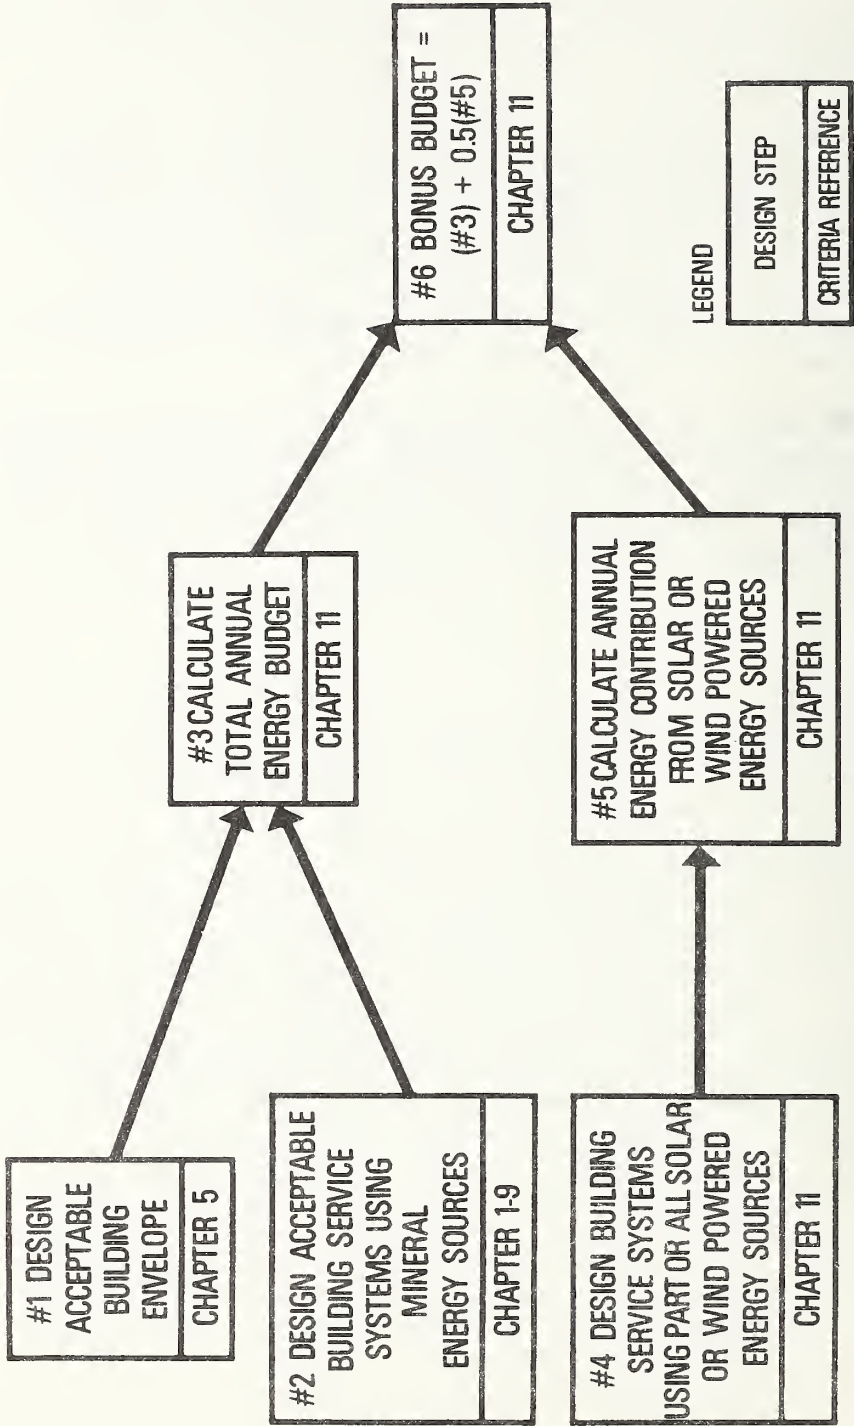 #1 DESIGN
ACCEPTABLE
BUILDING
ENVELOPE
CHAPTER 5
#2 DESIGN ACCEPTABLE
BUILDING SERVICE
SYSTEMS USING
MINERAL
ENERGY SOURCES
CHAPTER 1-9
#3 CALCULATE
TOTAL ANNUAL
ENERGY BUDGET
CHAPTER 11
#4 DESIGN BUILDING
SERVICE SYSTEMS
USING PART OR ALL SOLAR
OR WIND POWERED
ENERGY SOURCES
CHAPTER 11
#5 CALCULATE ANNUAL
ENERGY CONTRIBUTION
FROM SOLAR OR
WIND POWERED
ENERGY SOURCES
CHAPTER 11
#6 BONUS BUDGET =
(#3) + 0.5(#5)
CHAPTER 11
LEGEND
DESIGN STEP
CRITERIA REFERENCE